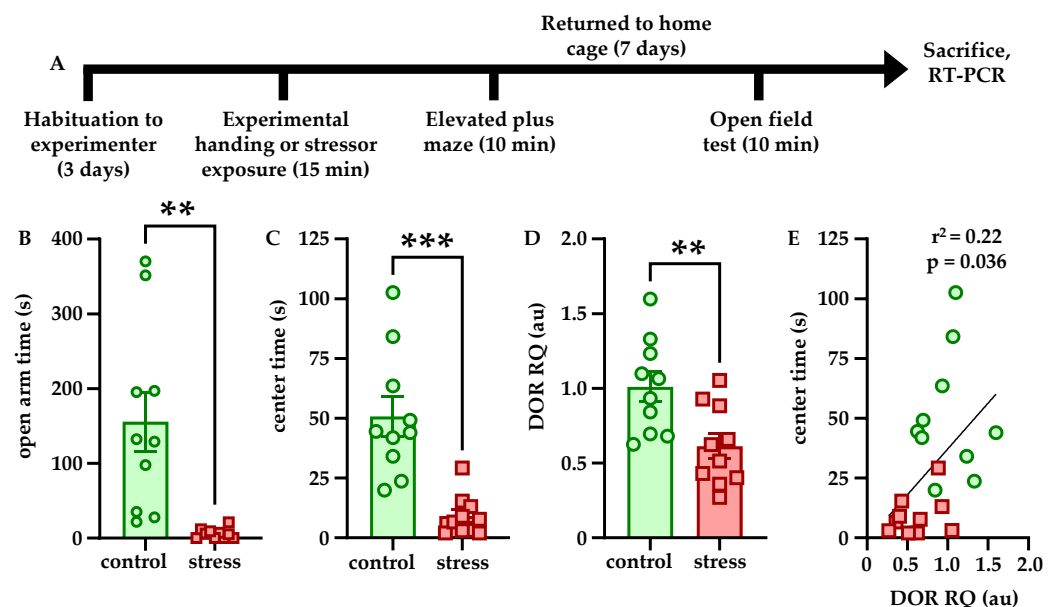 Returned to home
cage (7 days)
A
Sacrifice,
RT-PCR
Habituation to
experimenter
(3 days)
Experimental
handing or stressor
exposure (15 min)
Elevated plus
maze (10 min)
Open field
test (10 min)
B
400
300
200
100
0
open arm time (s)
**
control
stress
C
125
100
75
50
25
0
center time (s)
***
control
stress
D
2.0
1.5
1.0
0.5
0
DOR RQ (au)
**
control
stress
E
125
100
75
50
25
0
center time (s)
r² = 0.22
p = 0.036
0 0.5 1.0 1.5 2.0
DOR RQ (au)